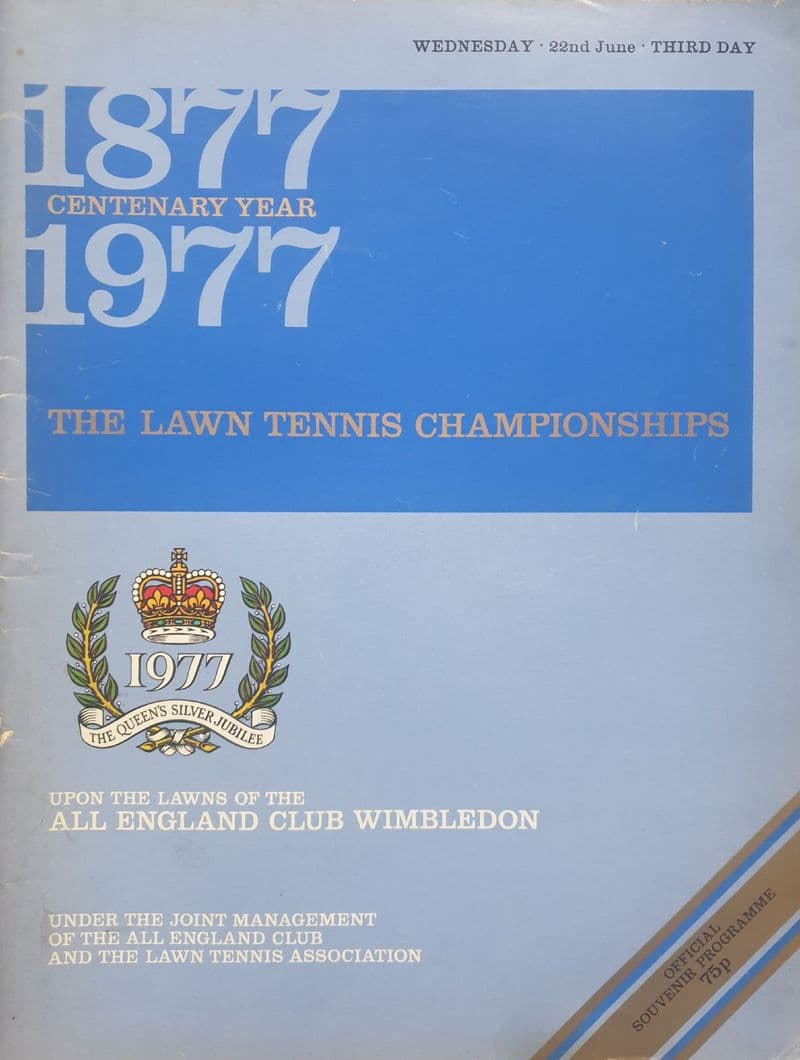 WEDNESDAY · 22nd June · THIRD DAY
1877
CENTENARY YEAR
1977
THE LAWN TENNIS CHAMPIONSHIPS
1977
THE QUEEN'S SILVER JUBILEE
UPON THE LAWNS OF THE
ALL ENGLAND CLUB WIMBLEDON
UNDER THE JOINT MANAGEMENT
OF THE ALL ENGLAND CLUB
AND THE LAWN TENNIS ASSOCIATION
OFFICIAL
SOUVENIR PROGRAMME
75p